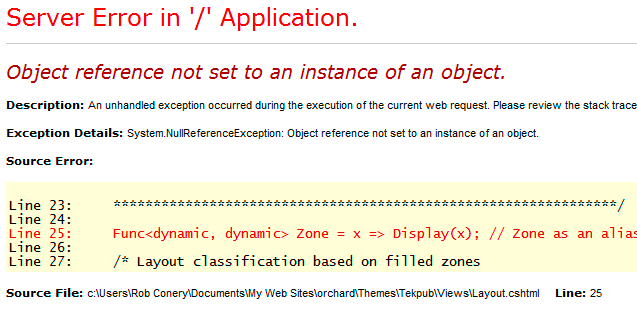 Server Error in '/' Application.
Object reference not set to an instance of an object.
Description: An unhandled exception occurred during the execution of the current web request. Please review the stack trace
Exception Details: System.NullReferenceException: Object reference not set to an instance of an object.
Source Error:
Line 23:     ***************************************************************/
Line 24:
Line 25:     Func<dynamic, dynamic> Zone = x => Display(x); // Zone as an alias
Line 26:
Line 27:     /* Layout classification based on filled zones
Source File: c:\Users\Rob Conery\Documents\My Web Sites\orchard\Themes\Tekpub\Views\Layout.cshtml    Line: 25